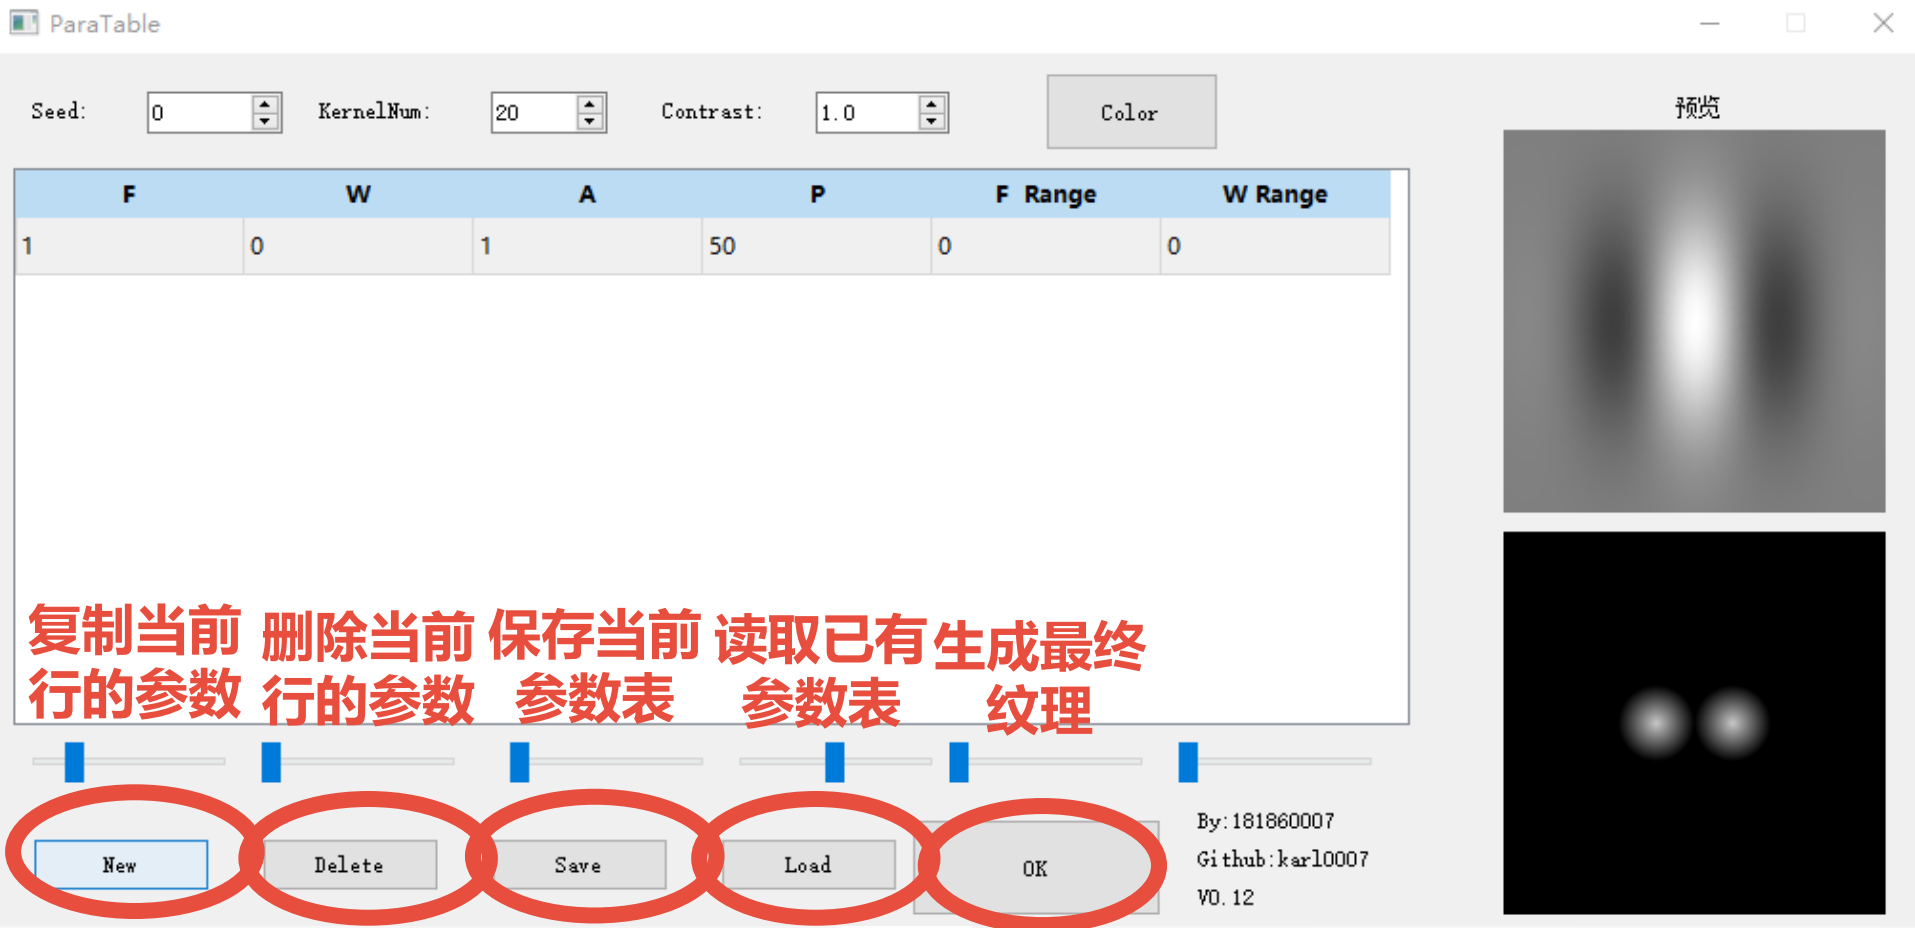 ParaTable
Seed: 0 KernelNum: 20 Contrast: 1.0 Color
预览
F W A P F Range W Range
1 0 1 50 0 0
复制当前
行的参数
删除当前
行的参数
保存当前
参数表
读取已有
参数表
生成最终
纹理
New Delete Save Load OK
By:181860007
Github:karl0007
V0.12